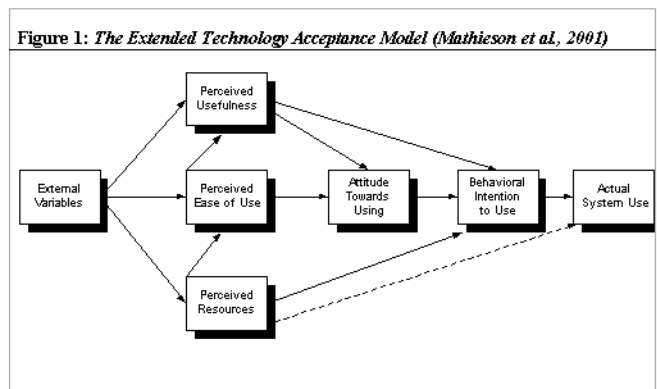 Figure 1: The Extended Technology Acceptance Model (Mathieson et al., 2001)
Perceived
Usefulness
External
Variables
Perceived
Ease of Use
Attitude
Towards
Using
Behavioral
Intention
to Use
Actual
System Use
Perceived
Resources